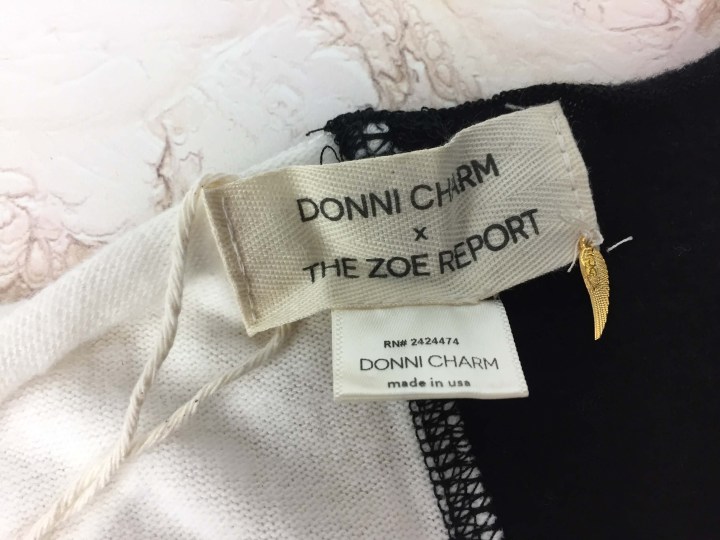 DONNI CHARM
x
THE ZOE REPORT
RN# 2424474
DONNI CHARM
made in usa